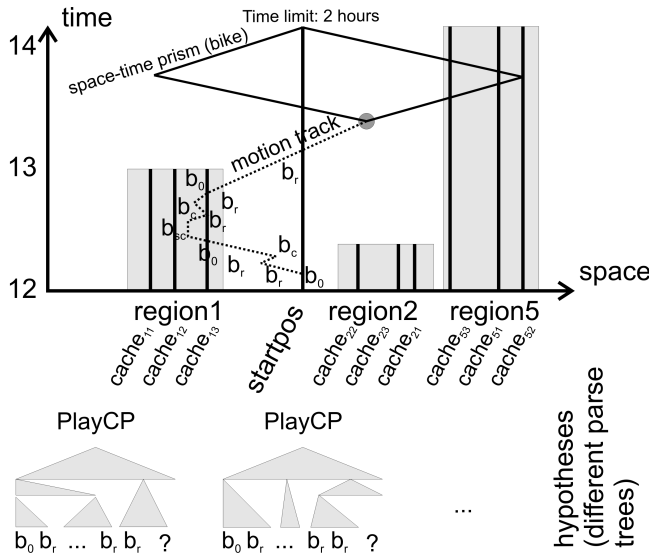 time
Time limit: 2 hours
14
space-time prism (bike)
motion track
13
b0
br
br
bc
br
bsc
bc
b0
br
br
b0
12
space
region1
region2
region5
cache11
cache12
cache13
startpos
cache22
cache23
cache21
cache53
cache51
cache52
PlayCP
PlayCP
b0 br ... br br ?
b0 br ... br br ?
...
hypotheses
(different parse
trees)